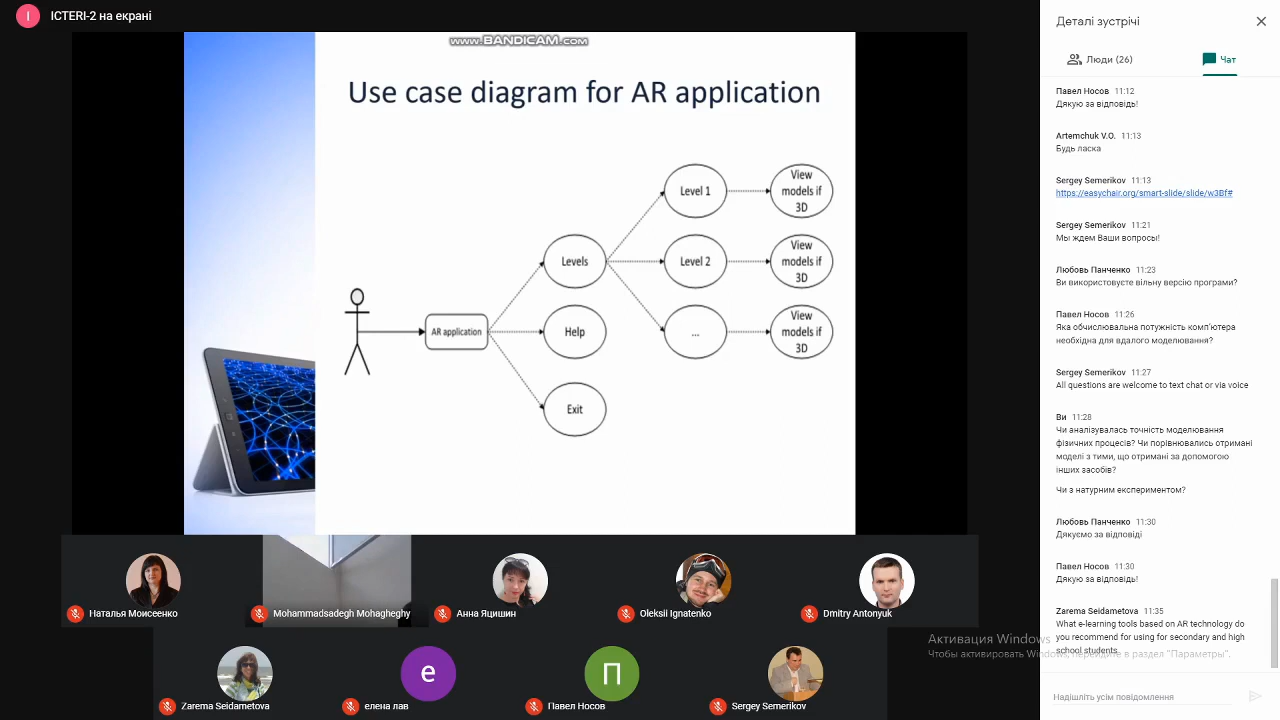 I
ICTERI-2 на екрані
www.BANDICAM.com
Use case diagram for AR application
Level 1
View
models if
3D
Levels
Level 2
View
models if
3D
AR application
Help
...
View
models if
3D
Exit
Наталья Моисеенко
Mohammadsadegh Mohagheghy
Анна Яцишин
Oleksii Ignatenko
Dmitry Antonyuk
е
П
Zarema Seidametova
елена лав
Павел Носов
Sergey Semerikov
Деталі зустрічі
Люди (26)
Чат
Павел Носов 11:12
Дякую за відповідь!
Artemchuk V.O. 11:13
Будь ласка
Sergey Semerikov 11:13
https://easychair.org/smart-slide/slide/w3Bf#
Sergey Semerikov 11:21
Мы ждем Ваши вопросы!
Любовь Панченко 11:23
Ви використовуєте вільну версію програми?
Павел Носов 11:26
Яка обчислювальна потужність комп'ютера
необхідна для вдалого моделювання?
Sergey Semerikov 11:27
All questions are welcome to text chat or via voice
Ви 11:28
Чи аналізувалась точність моделювання
фізичних процесів? Чи порівнювались отримані
моделі з тими, що отримані за допомогою
інших засобів?
Чи з натурним експериментом?
Любовь Панченко 11:30
Дякуємо за відповіді
Павел Носов 11:30
Дякую за відповідь!
Zarema Seidametova 11:35
What e-learning tools based on AR technology do
you recommend for using for secondary and high
school students
Активация Windows
Чтобы активировать Windows, перейдите в раздел "Параметры".
Надішліть усім повідомлення